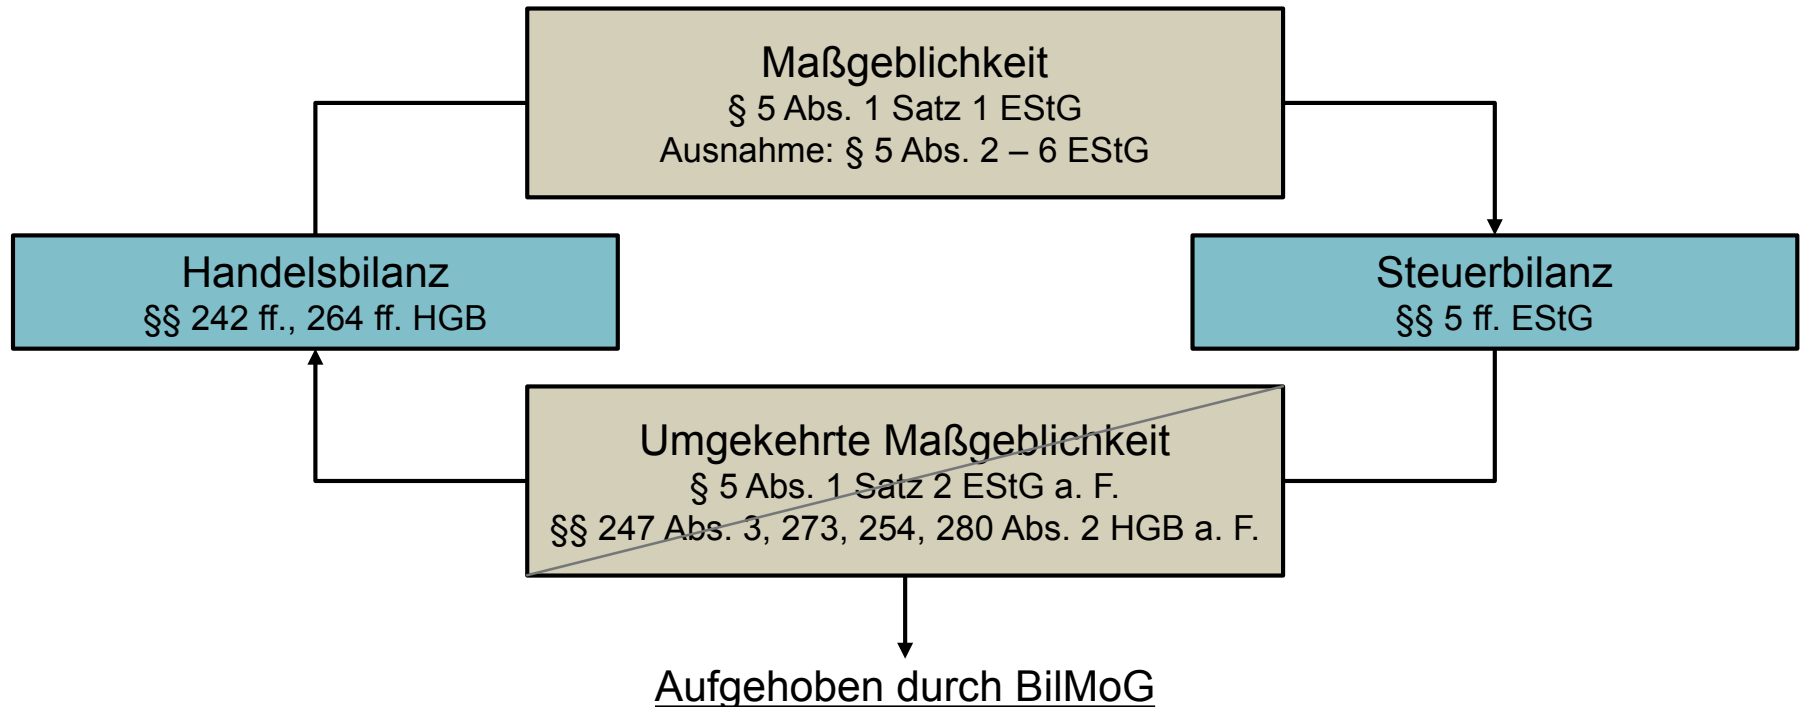 Maßgeblichkeit
§ 5 Abs. 1 Satz 1 EStG
Ausnahme: § 5 Abs. 2 – 6 EStG
Handelsbilanz
§§ 242 ff., 264 ff. HGB
Steuerbilanz
§§ 5 ff. EStG
Umgekehrte Maßgeblichkeit
§ 5 Abs. 1 Satz 2 EStG a. F.
§§ 247 Abs. 3, 273, 254, 280 Abs. 2 HGB a. F.
Aufgehoben durch BilMoG